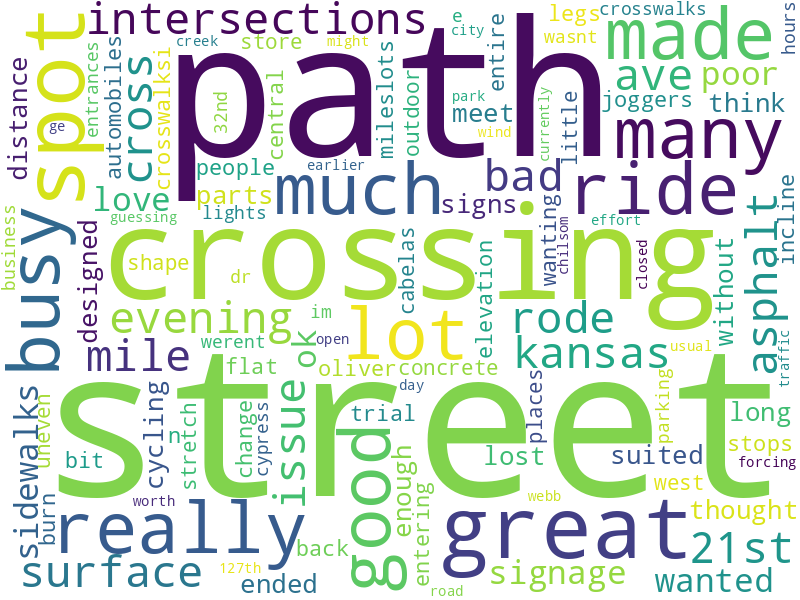 intersections
creek
city
might
e
entire
legs
wasnt
crosswalks
hours
store
path
made
entrances
automobiles
crosswalksi
cross
spot
ge
distance
32nd
central
mileslots
outdoor
park
meet
wind
currently
little
ave
poor
joggers
think
many
people
earlier
much
bad
ride
love
parts
lights
signs
guessing
effort
business
busy
designed
shape
dr
crossing
cabelas
elevation
wanting
chilsom
closed
without
asphalt
incline
evening
im
rode
mile
werent
open
lot
kansas
usual
traffic
flat
ok
oliver
concrete
day
street
sidewalks
uneven
cycling
n
stretch
change
cypress
issue
trial
places
parking
long
bit
lost
suited
stops
west
forcing
burn
worth
good
enough
webb
thought
really
great
21st
back
entering
surface
127th
ended
road
signage
wanted